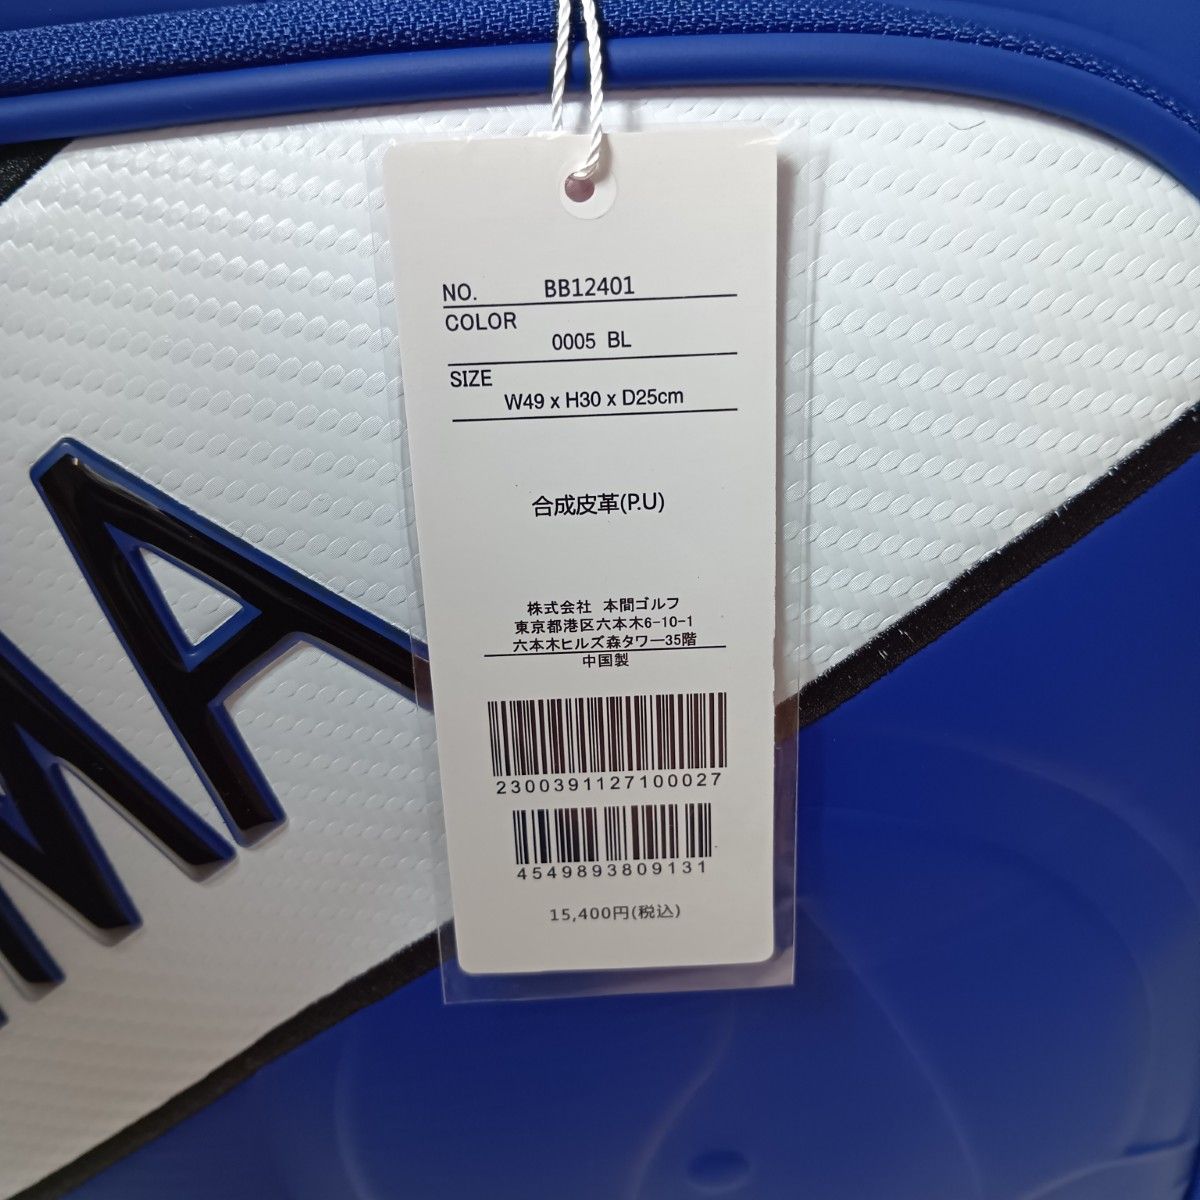 NO. BB12401
COLOR
0005 BL
SIZE
W49 x H30 x D25cm
合成皮革(P.U)
株式会社 本間ゴルフ
東京都港区六本木6-10-1
六本木ヒルズ森タワー35階
中国製
2300391127100027
4549893809131
15,400円(税込)
MA